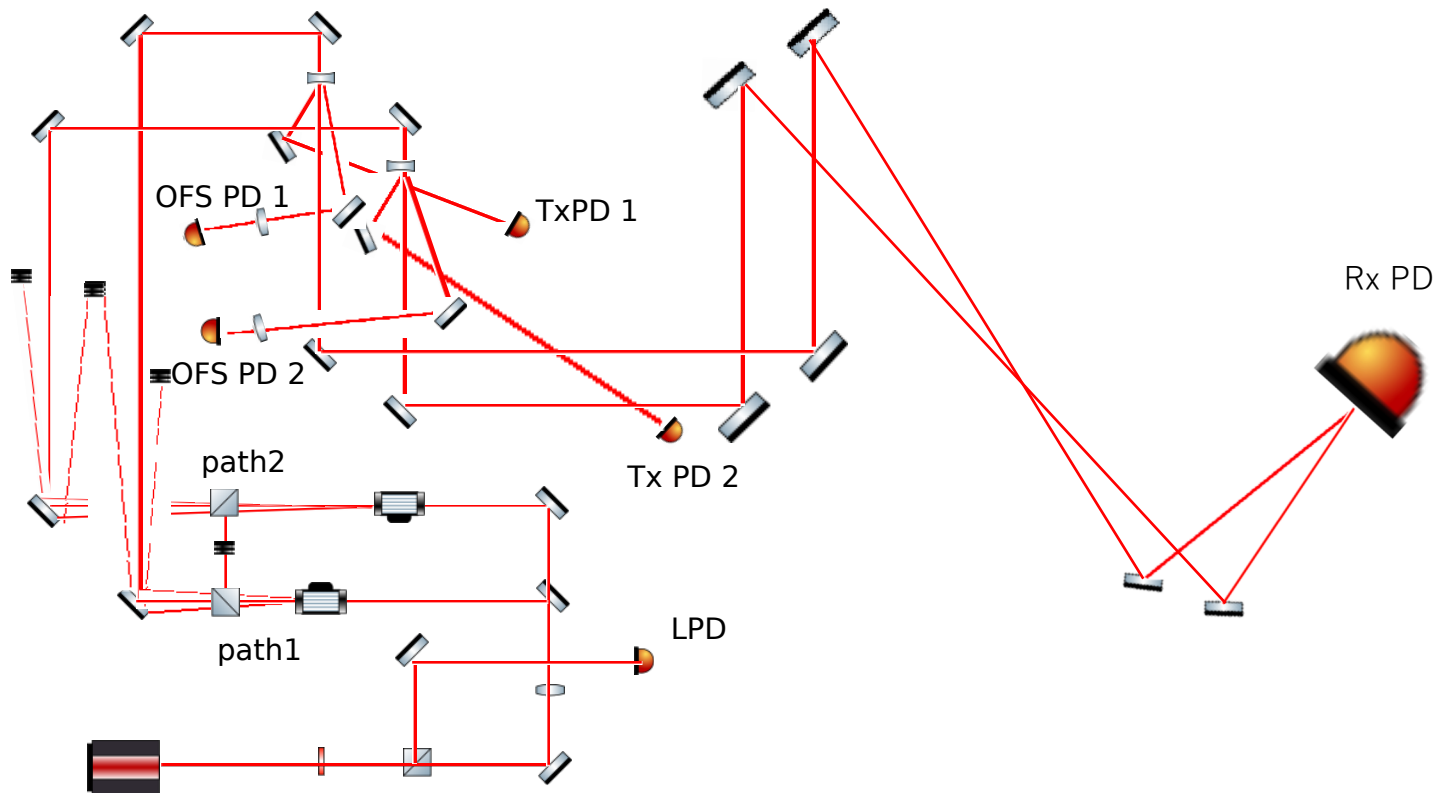 OFS PD 1
TxPD 1
Rx PD
OFS PD 2
path2
Tx PD 2
path1
LPD